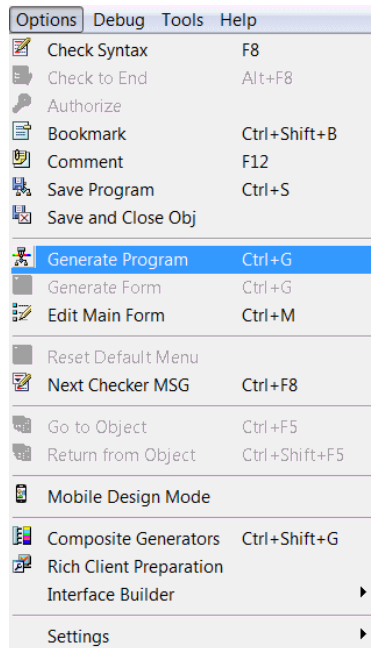 Options Debug Tools Help
Check Syntax F8
Check to End Alt+F8
Authorize
Bookmark Ctrl+Shift+B
Comment F12
Save Program Ctrl+S
Save and Close Obj
Generate Program Ctrl+G
Generate Form Ctrl+G
Edit Main Form Ctrl+M
Reset Default Menu
Next Checker MSG Ctrl+F8
Go to Object Ctrl+F5
Return from Object Ctrl+Shift+F5
Mobile Design Mode
Composite Generators Ctrl+Shift+G
Rich Client Preparation
Interface Builder
Settings